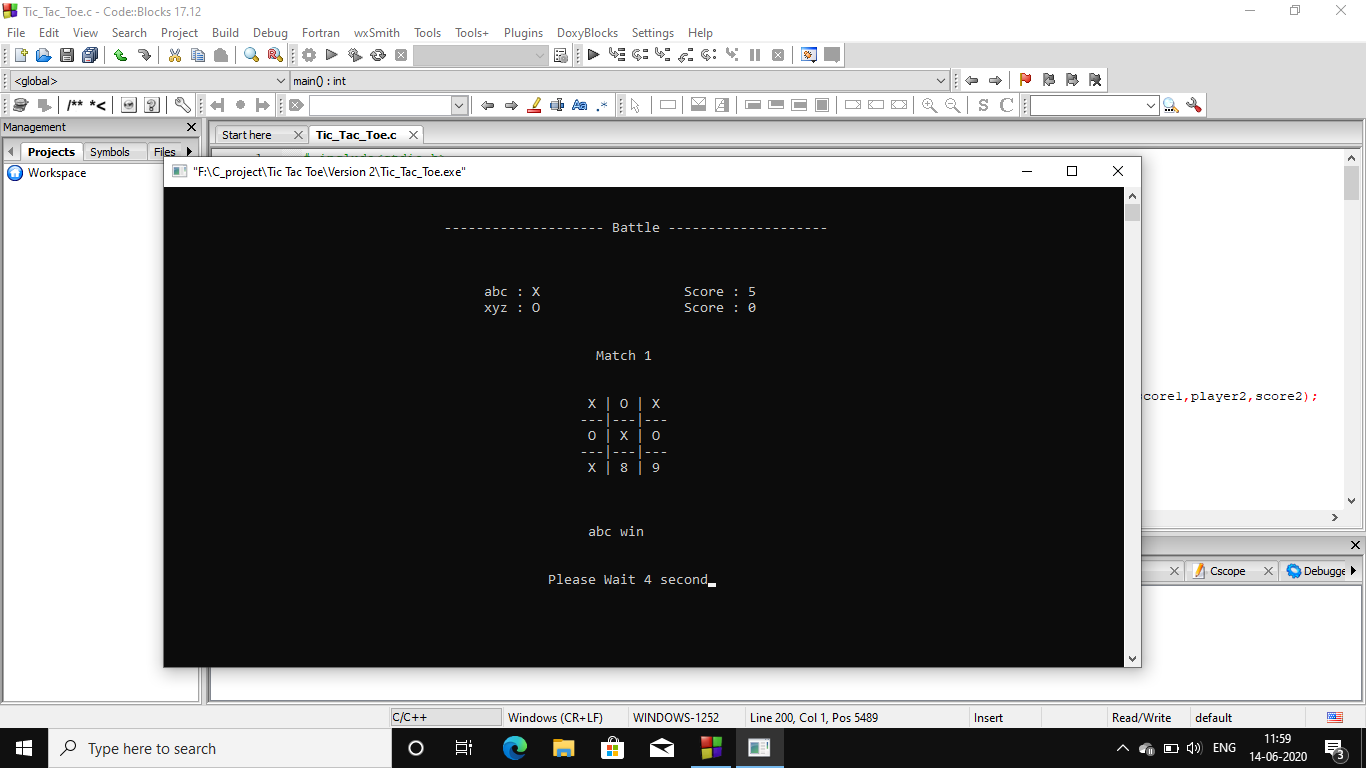 Tic_Tac_Toe.c - Code::Blocks 17.12
File Edit View Search Project Build Debug Fortran wxSmith Tools Tools+ Plugins DoxyBlocks Settings Help
<global> main() : int
/** *< Aa .* S C
Management
Start here Tic_Tac_Toe.c
Projects Symbols Files
Workspace
"F:\C_project\Tic Tac Toe\Version 2\Tic_Tac_Toe.exe"
-------------------- Battle --------------------
abc : X Score : 5
xyz : O Score : 0
Match 1
X | O | X
---|---|---
O | X | O
---|---|---
X | 8 | 9
abc win
Please Wait 4 second
core1,player2,score2);
Cscope Debugge
C/C++ Windows (CR+LF) WINDOWS-1252 Line 200, Col 1, Pos 5489 Insert Read/Write default
Type here to search
ENG 11:59
14-06-2020 3